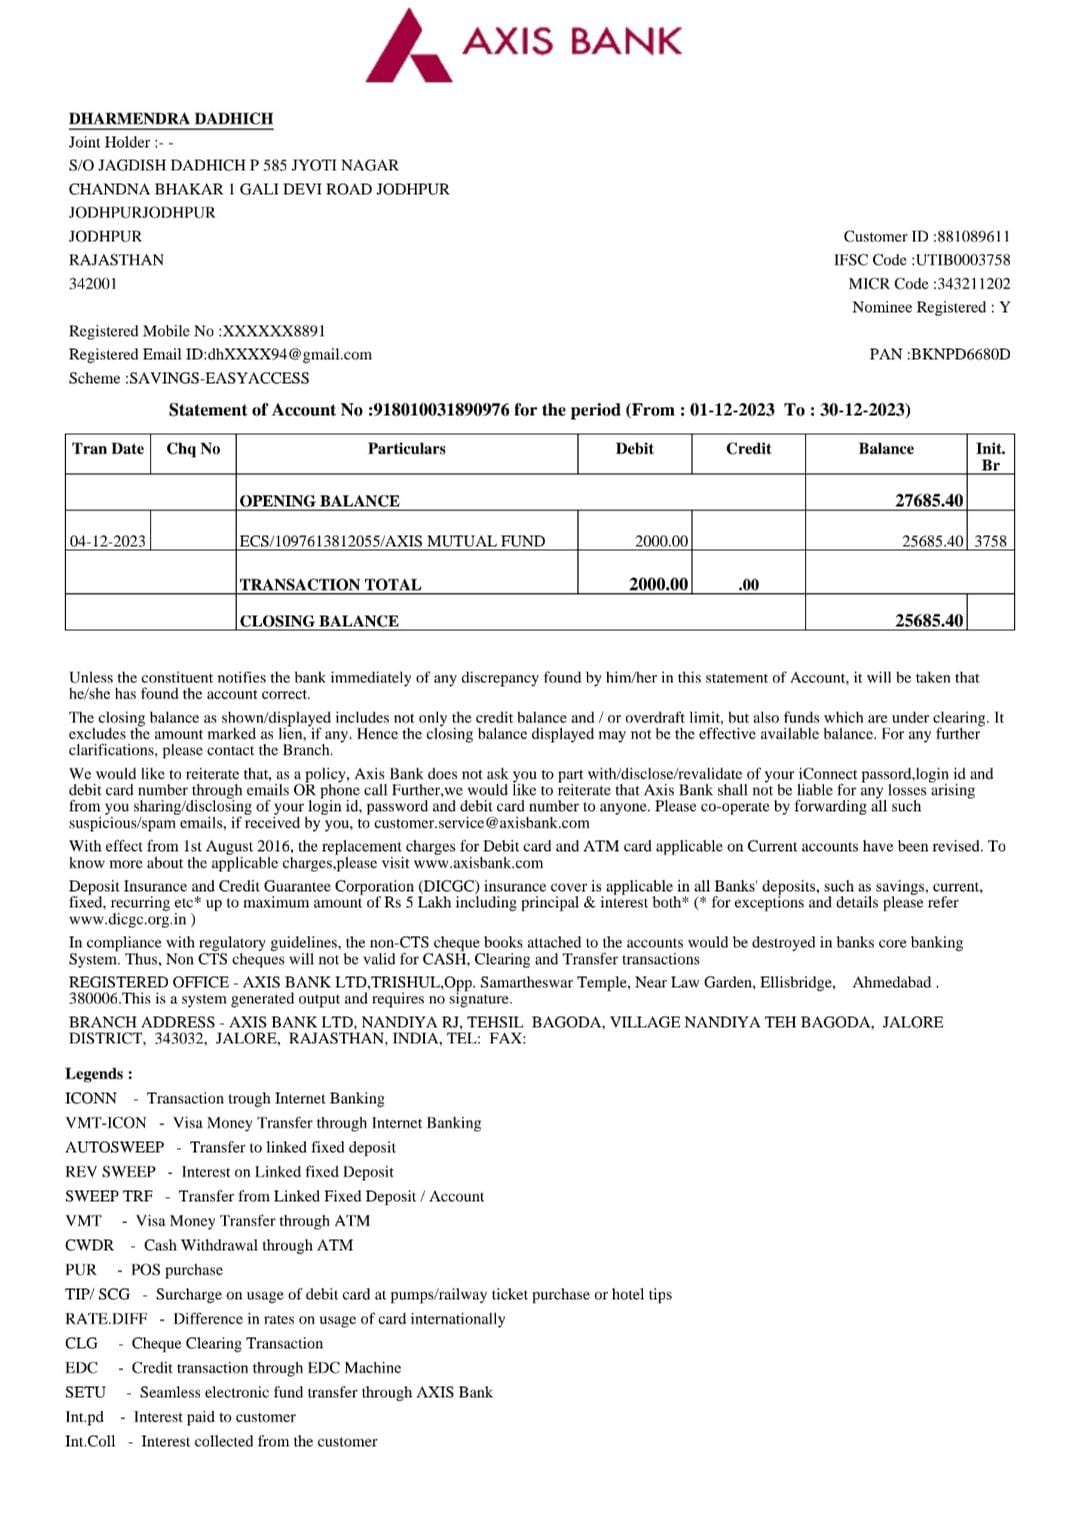 AXIS BANK
DHARMENDRA DADHICH
Joint Holder :- -
S/O JAGDISH DADHICH P 585 JYOTI NAGAR
CHANDNA BHAKAR 1 GALI DEVI ROAD JODHPUR
JODHPURJODHPUR
JODHPUR
RAJASTHAN
342001
Customer ID :881089611
IFSC Code :UTIB0003758
MICR Code :343211202
Nominee Registered : Y
Registered Mobile No :XXXXXX8891
Registered Email ID:dhXXXX94@gmail.com
PAN :BKNPD6680D
Scheme :SAVINGS-EASYACCESS
Statement of Account No :918010031890976 for the period (From : 01-12-2023 To : 30-12-2023)
Tran Date Chq No Particulars Debit Credit Balance Init. Br
OPENING BALANCE 27685.40
04-12-2023 ECS/1097613812055/AXIS MUTUAL FUND 2000.00 25685.40 3758
TRANSACTION TOTAL 2000.00 .00
CLOSING BALANCE 25685.40
Unless the constituent notifies the bank immediately of any discrepancy found by him/her in this statement of Account, it will be taken that
he/she has found the account correct.
The closing balance as shown/displayed includes not only the credit balance and / or overdraft limit, but also funds which are under clearing. It
excludes the amount marked as lien, if any. Hence the closing balance displayed may not be the effective available balance. For any further
clarifications, please contact the Branch.
We would like to reiterate that, as a policy, Axis Bank does not ask you to part with/disclose/revalidate of your iConnect passord,login id and
debit card number through emails OR phone call Further,we would like to reiterate that Axis Bank shall not be liable for any losses arising
from you sharing/disclosing of your login id, password and debit card number to anyone. Please co-operate by forwarding all such
suspicious/spam emails, if received by you, to customer.service@axisbank.com
With effect from 1st August 2016, the replacement charges for Debit card and ATM card applicable on Current accounts have been revised. To
know more about the applicable charges,please visit www.axisbank.com
Deposit Insurance and Credit Guarantee Corporation (DICGC) insurance cover is applicable in all Banks' deposits, such as savings, current,
fixed, recurring etc* up to maximum amount of Rs 5 Lakh including principal & interest both* (* for exceptions and details please refer
www.dicgc.org.in )
In compliance with regulatory guidelines, the non-CTS cheque books attached to the accounts would be destroyed in banks core banking
System. Thus, Non CTS cheques will not be valid for CASH, Clearing and Transfer transactions
REGISTERED OFFICE - AXIS BANK LTD,TRISHUL,Opp. Samartheswar Temple, Near Law Garden, Ellisbridge, Ahmedabad .
380006.This is a system generated output and requires no signature.
BRANCH ADDRESS - AXIS BANK LTD, NANDIYA RJ, TEHSIL BAGODA, VILLAGE NANDIYA TEH BAGODA, JALORE
DISTRICT, 343032, JALORE, RAJASTHAN, INDIA, TEL: FAX:
Legends :
ICONN - Transaction trough Internet Banking
VMT-ICON - Visa Money Transfer through Internet Banking
AUTOSWEEP - Transfer to linked fixed deposit
REV SWEEP - Interest on Linked fixed Deposit
SWEEP TRF - Transfer from Linked Fixed Deposit / Account
VMT - Visa Money Transfer through ATM
CWDR - Cash Withdrawal through ATM
PUR - POS purchase
TIP/ SCG - Surcharge on usage of debit card at pumps/railway ticket purchase or hotel tips
RATE.DIFF - Difference in rates on usage of card internationally
CLG - Cheque Clearing Transaction
EDC - Credit transaction through EDC Machine
SETU - Seamless electronic fund transfer through AXIS Bank
Int.pd - Interest paid to customer
Int.Coll - Interest collected from the customer